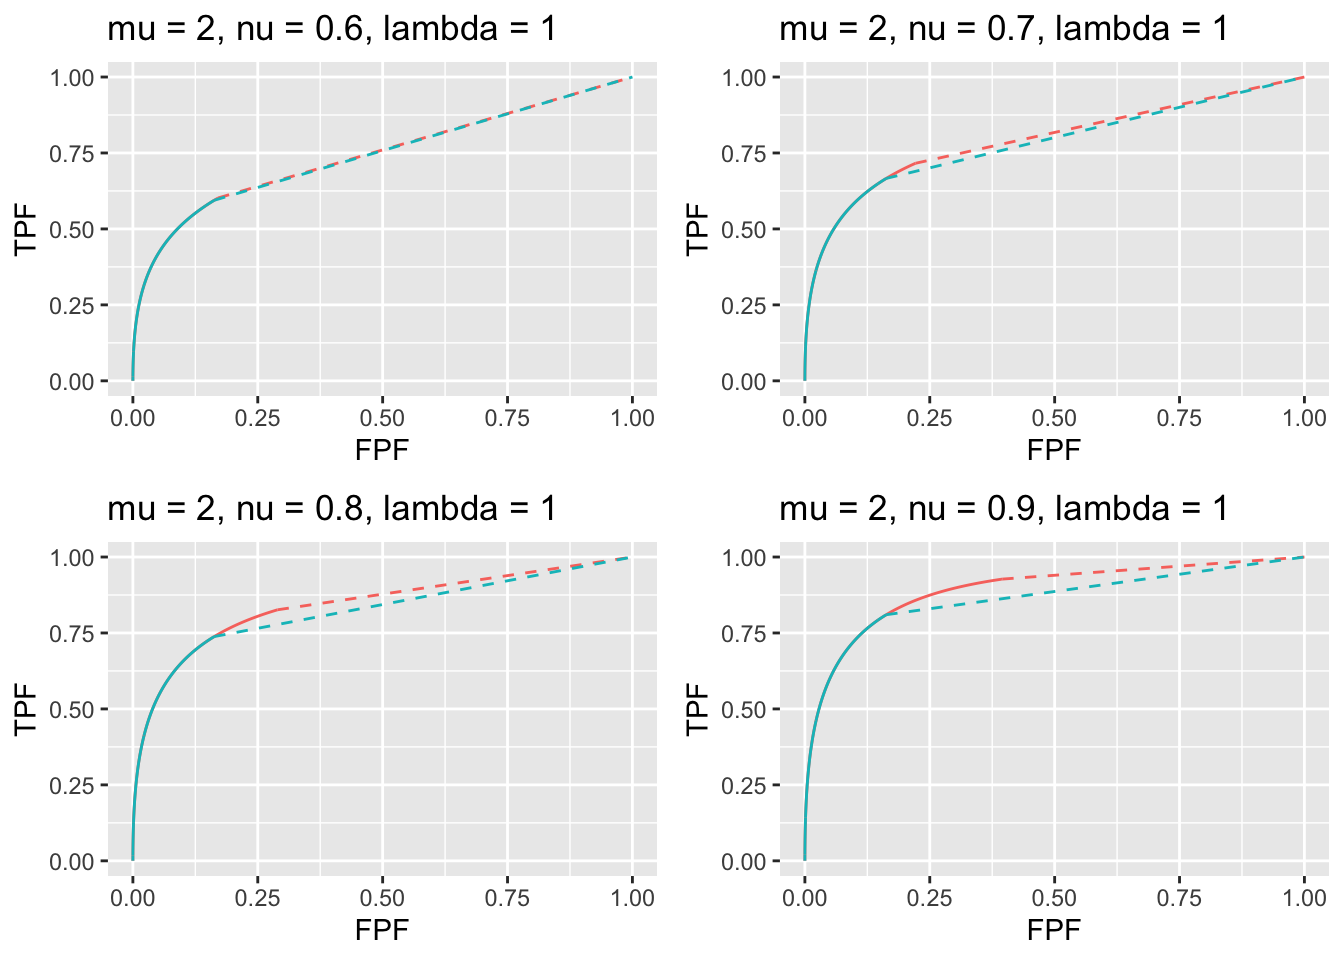 mu = 2, nu = 0.6, lambda = 1
1.00
0.75
0.50
0.25
0.00
TPF
0.00 0.25 0.50 0.75 1.00
FPF
mu = 2, nu = 0.7, lambda = 1
1.00
0.75
0.50
0.25
0.00
TPF
0.00 0.25 0.50 0.75 1.00
FPF
mu = 2, nu = 0.8, lambda = 1
1.00
0.75
0.50
0.25
0.00
TPF
0.00 0.25 0.50 0.75 1.00
FPF
mu = 2, nu = 0.9, lambda = 1
1.00
0.75
0.50
0.25
0.00
TPF
0.00 0.25 0.50 0.75 1.00
FPF